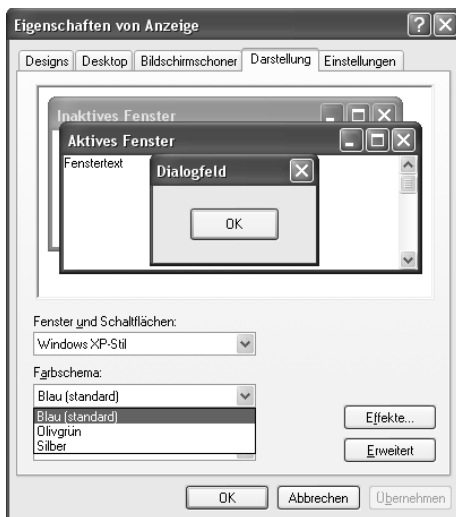 Eigenschaften von Anzeige
Designs Desktop Bildschirmschoner Darstellung Einstellungen
Inaktives Fenster
Aktives Fenster
Fenstertext
Dialogfeld
OK
Fenster und Schaltflächen:
Windows XP-Stil
Farbschema:
Blau (standard)
Blau (standard)
Olivgrün
Silber
Effekte...
Erweitert
OK Abbrechen Übernehmen